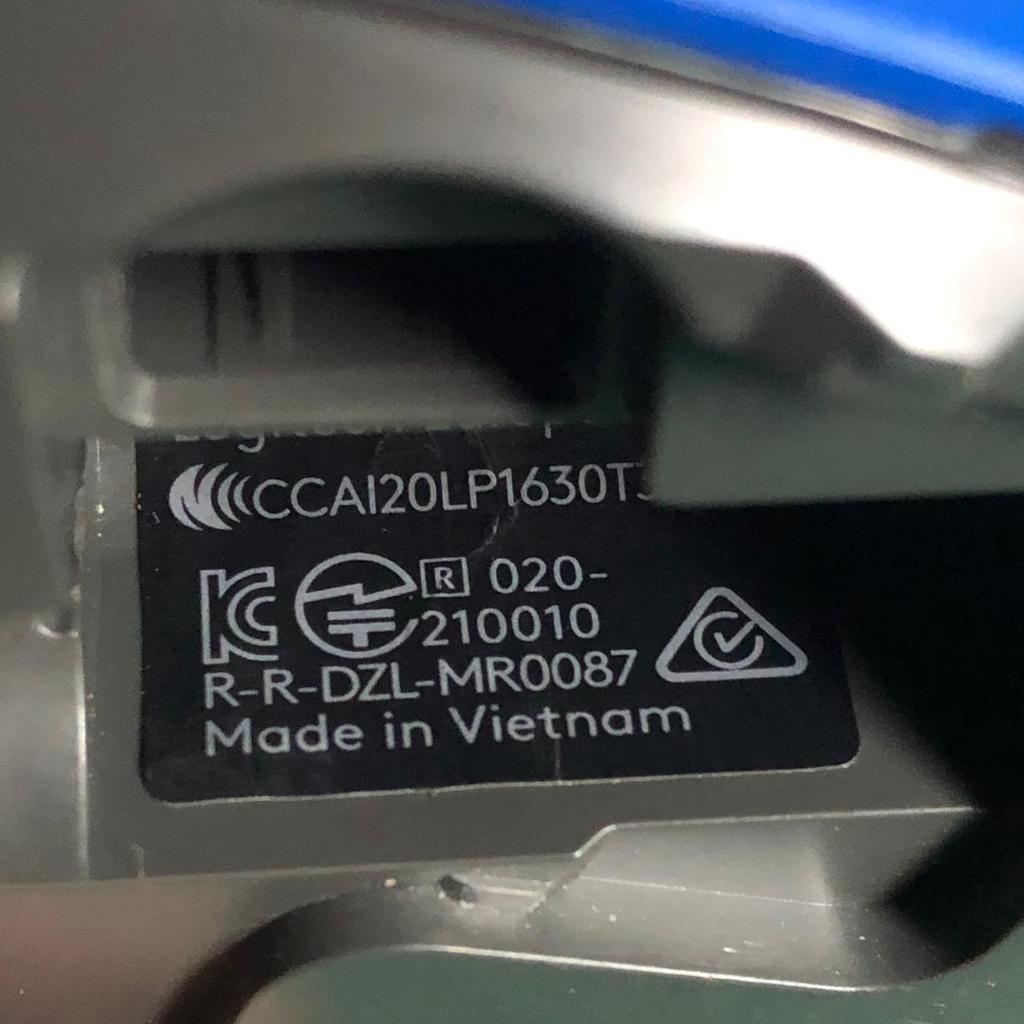 CCAI20LP1630T
R 020-
210010
R-R-DZL-MR0087
Made in Vietnam